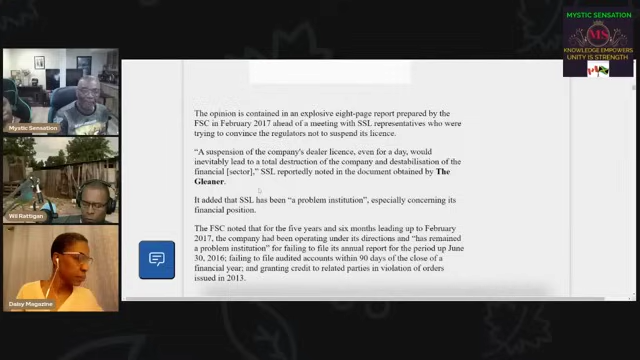 MYSTIC SENSATION
MS
KNOWLEDGE EMPOWERS
UNITY IS STRENGTH
The opinion is contained in an explosive eight-page report prepared by the
FSC in February 2017 ahead of a meeting with SSL representatives who were
trying to convince the regulators not to suspend its licence.
“A suspension of the company's dealer licence, even for a day, would
inevitably lead to a total destruction of the company and destabilisation of the
financial [sector],” SSL reportedly noted in the document obtained by The
Gleaner.
It added that SSL has been “a problem institution”, especially concerning its
financial position.
The FSC noted that for the five years and six months leading up to February
2017, the company had been operating under its directions and “has remained
a problem institution” for failing to file its annual report for the period up June
30, 2016; failing to file audited accounts within 90 days of the close of a
financial year; and granting credit to related parties in violation of orders
issued in 2013.
Mystic Sensation
Wil Rattigan
Daisy Magazine